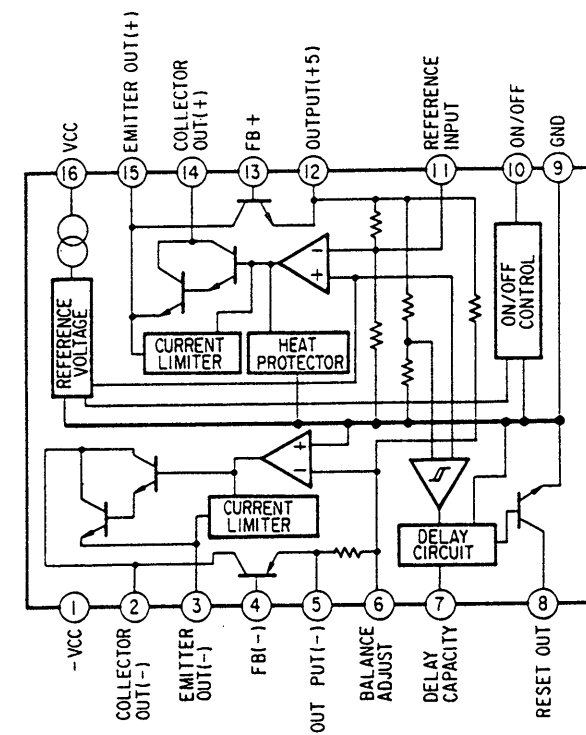 VCC
EMITTER OUT(+)
COLLECTOR
OUT(+)
FB+
OUTPUT(+5)
REFERENCE
INPUT
ON/OFF
GND
16
15
14
13
12
11
10
9
-
+
REFERENCE
VOLTAGE
CURRENT
LIMITER
HEAT
PROTECTOR
ON/OFF
CONTROL
+
-
CURRENT
LIMITER
DELAY
CIRCUIT
1
2
3
4
5
6
7
8
-VCC
COLLECTOR
OUT(-)
EMITTER
OUT(-)
FB(-)
OUT PUT(-)
BALANCE
ADJUST
DELAY
CAPACITY
RESET OUT